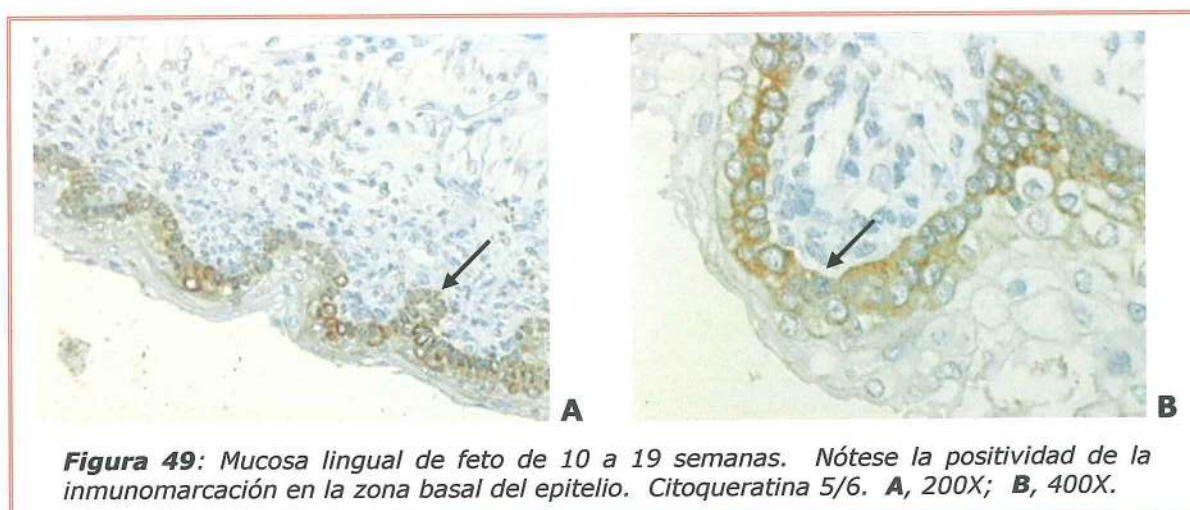 A
B
Figura 49: Mucosa lingual de feto de 10 a 19 semanas. Nótese la positividad de la
inmunomarcación en la zona basal del epitelio. Citoqueratina 5/6. A, 200X; B, 400X.